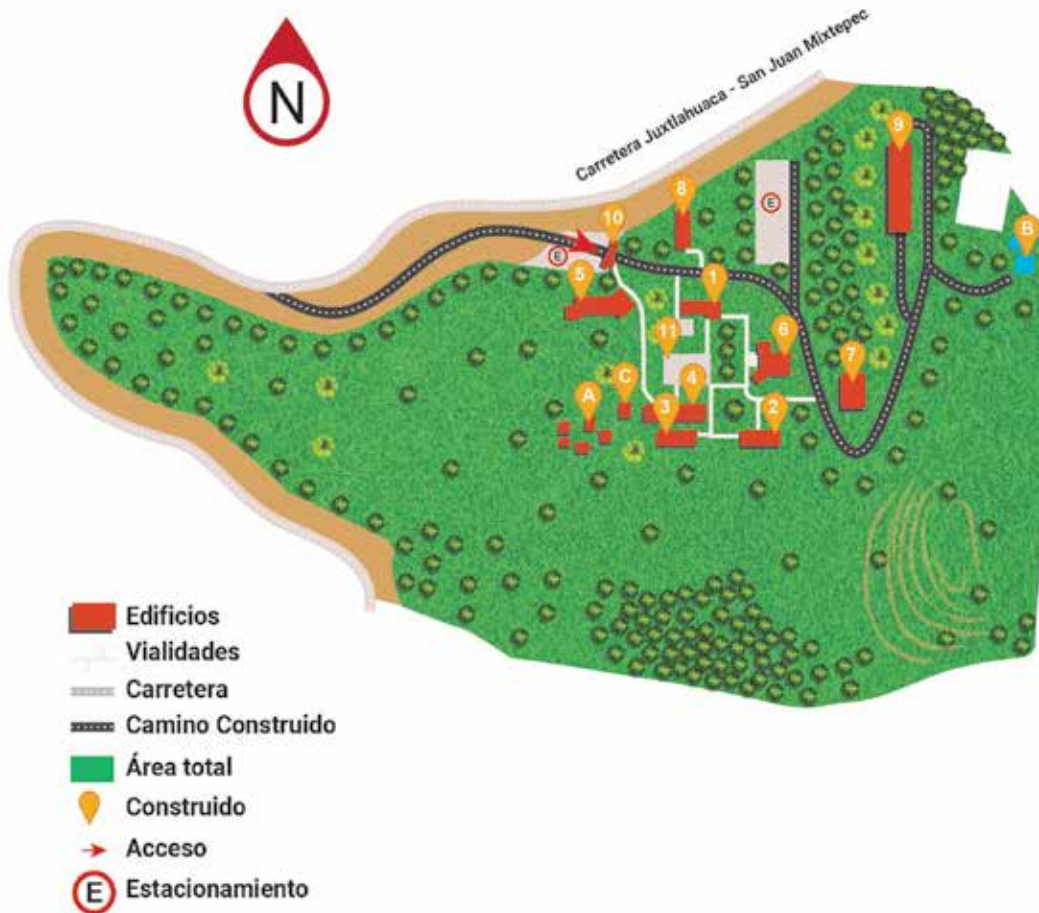 N
Carretera Juxtlahuaca - San Juan Mixtepec
9
8
E
10
B
E
5
1
11
6
7
C
4
A
3
2
Edificios
Vialidades
Carretera
Camino Construido
Área total
Construido
Acceso
E Estacionamiento